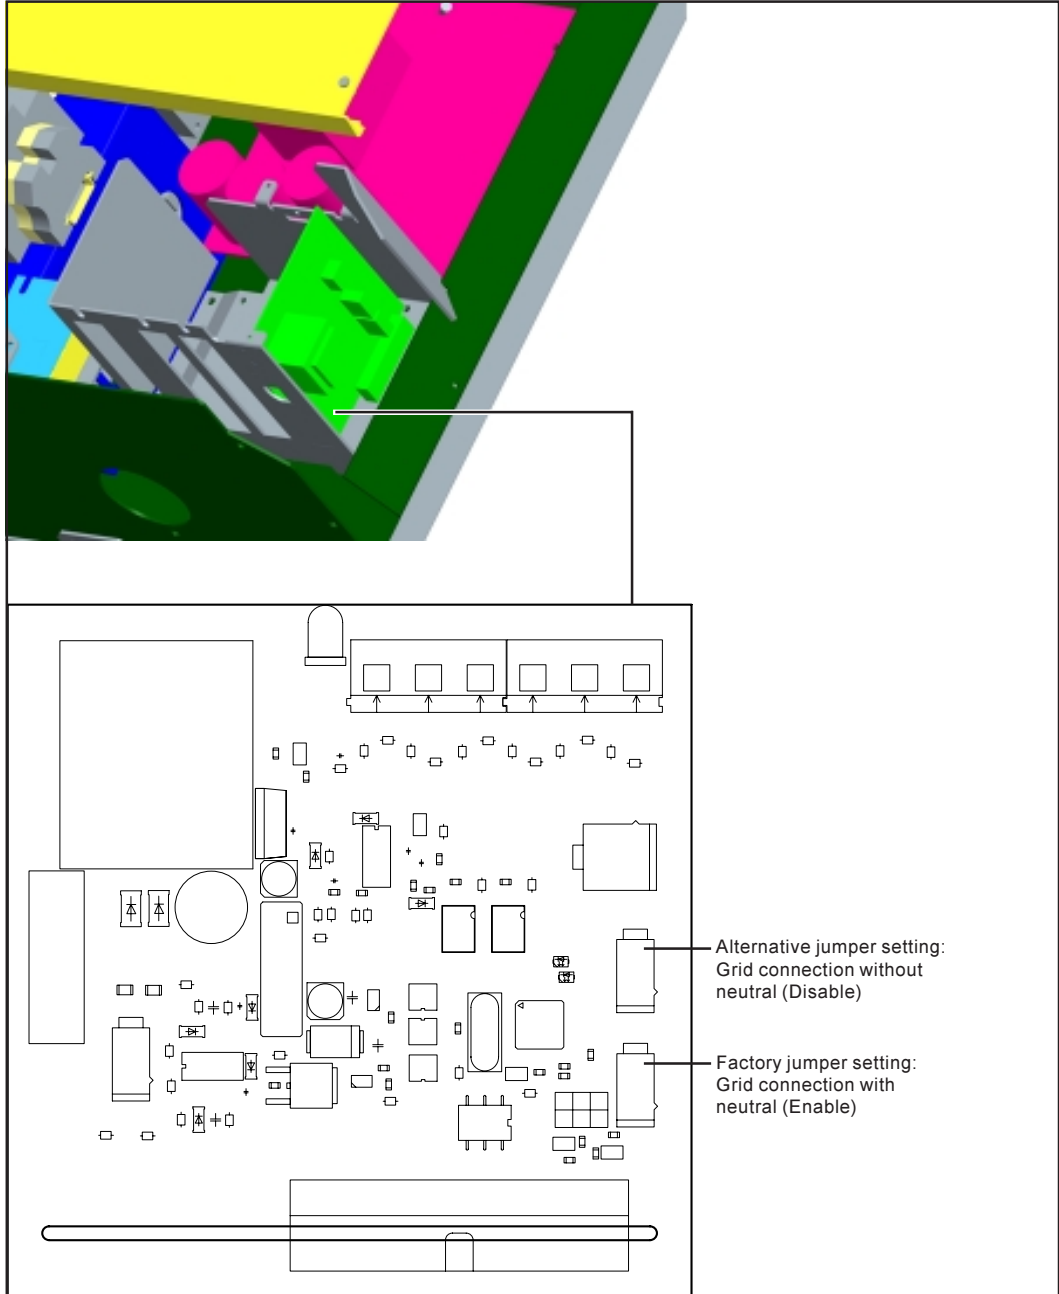 Alternative jumper setting:
Grid connection without
neutral (Disable)
Factory jumper setting:
Grid connection with
neutral (Enable)